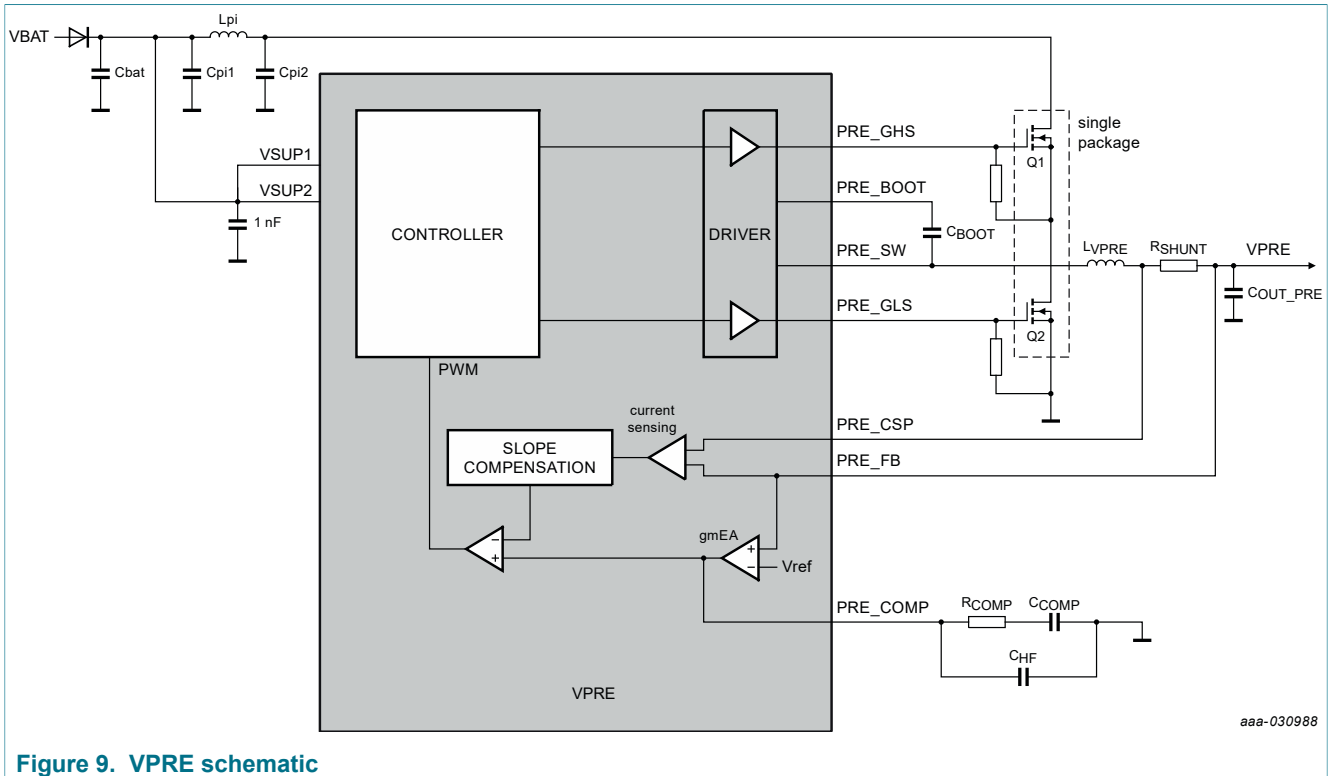 VBAT
Lpi
Cbat
Cpi1
Cpi2
VSUP1
VSUP2
1 nF
CONTROLLER
PWM
DRIVER
PRE_GHS
PRE_BOOT
PRE_SW
PRE_GLS
CBOOT
single
package
Q1
Q2
LVPRE
RSHUNT
VPRE
COUT_PRE
current
sensing
SLOPE
COMPENSATION
PRE_CSP
PRE_FB
gmEA
+
−
Vref
−
+
PRE_COMP
RCOMP
CCOMP
CHF
VPRE
aaa-030988
Figure 9. VPRE schematic